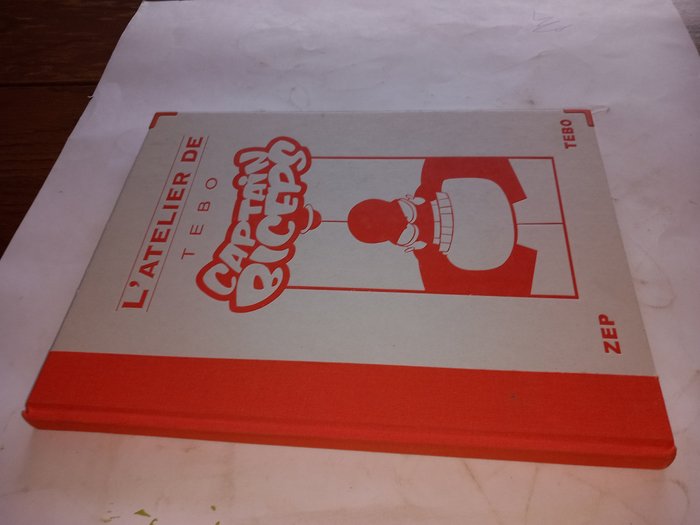 L'ATELIER DE
TEBO
CAPTAIN
BICEPS
ZEP
TEBO